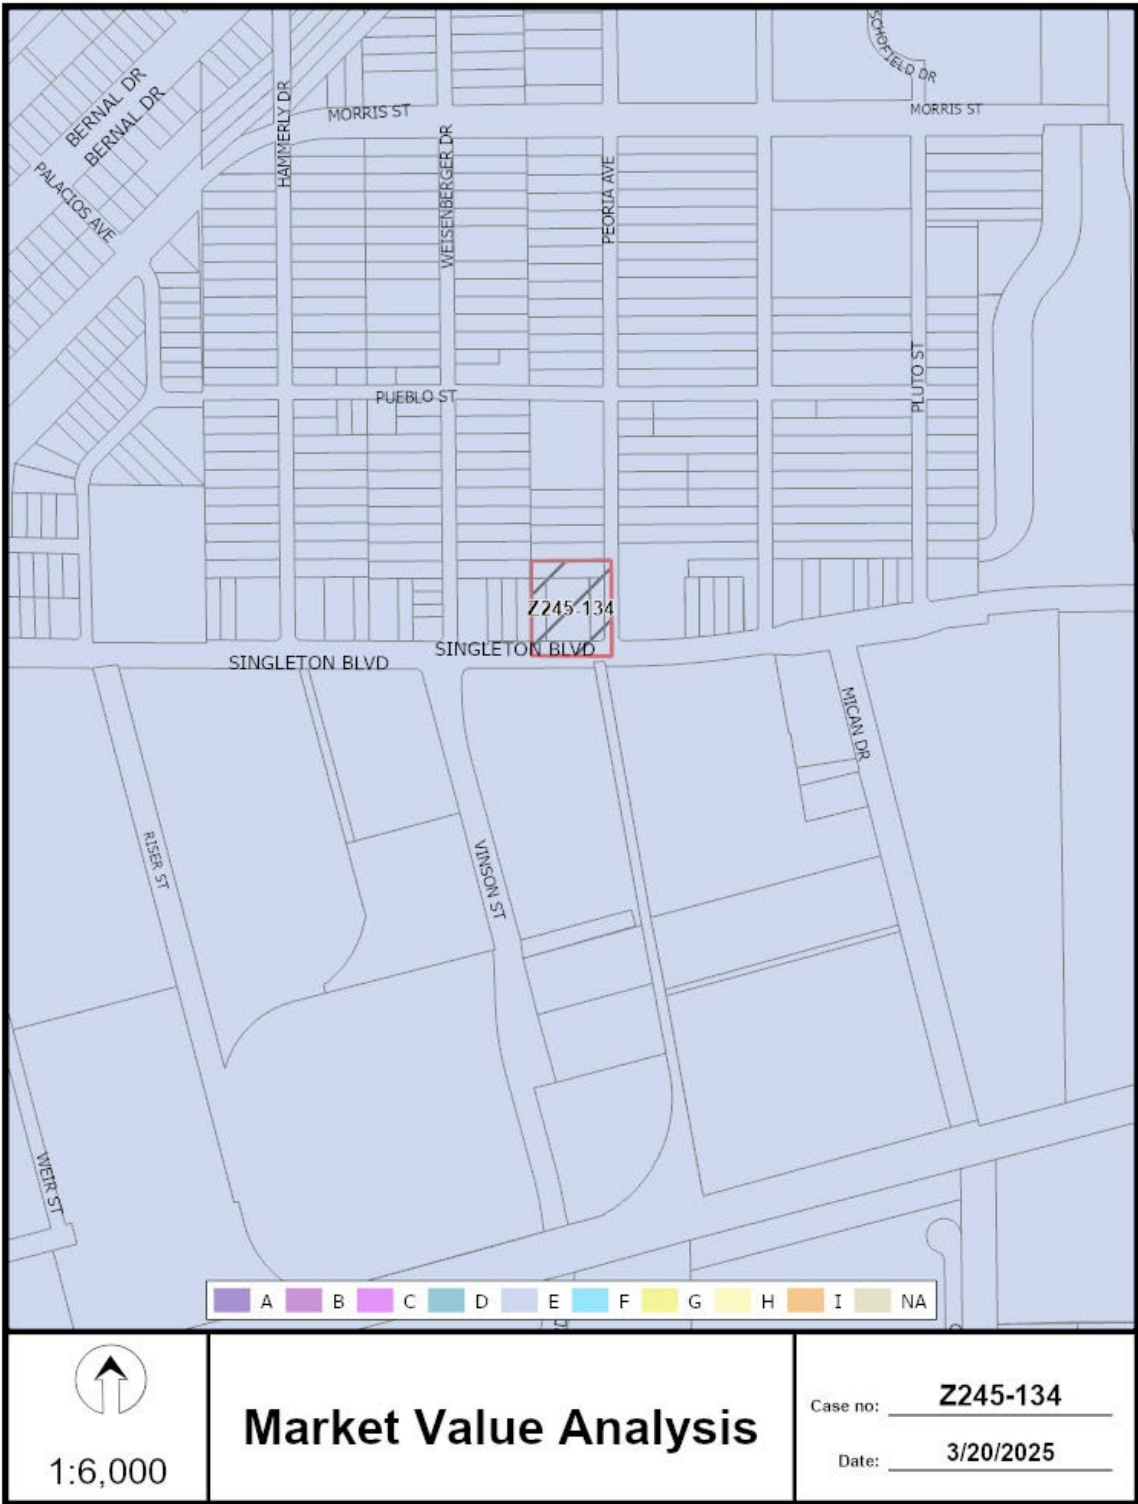 SCHOFIELD DR
BERNAL DR
BERNAL DR
HAMMERLY DR
MORRIS ST
MORRIS ST
WEISENBERGER DR
PEORIA AVE
PALACIOS AVE
PLUTO ST
PUEBLO ST
Z245-134
SINGLETON BLVD
SINGLETON BLVD
MICAN DR
RISER ST
VINSON ST
WEIR ST
A B C D E F G H I NA
1:6,000
Market Value Analysis
Case no: Z245-134
Date: 3/20/2025